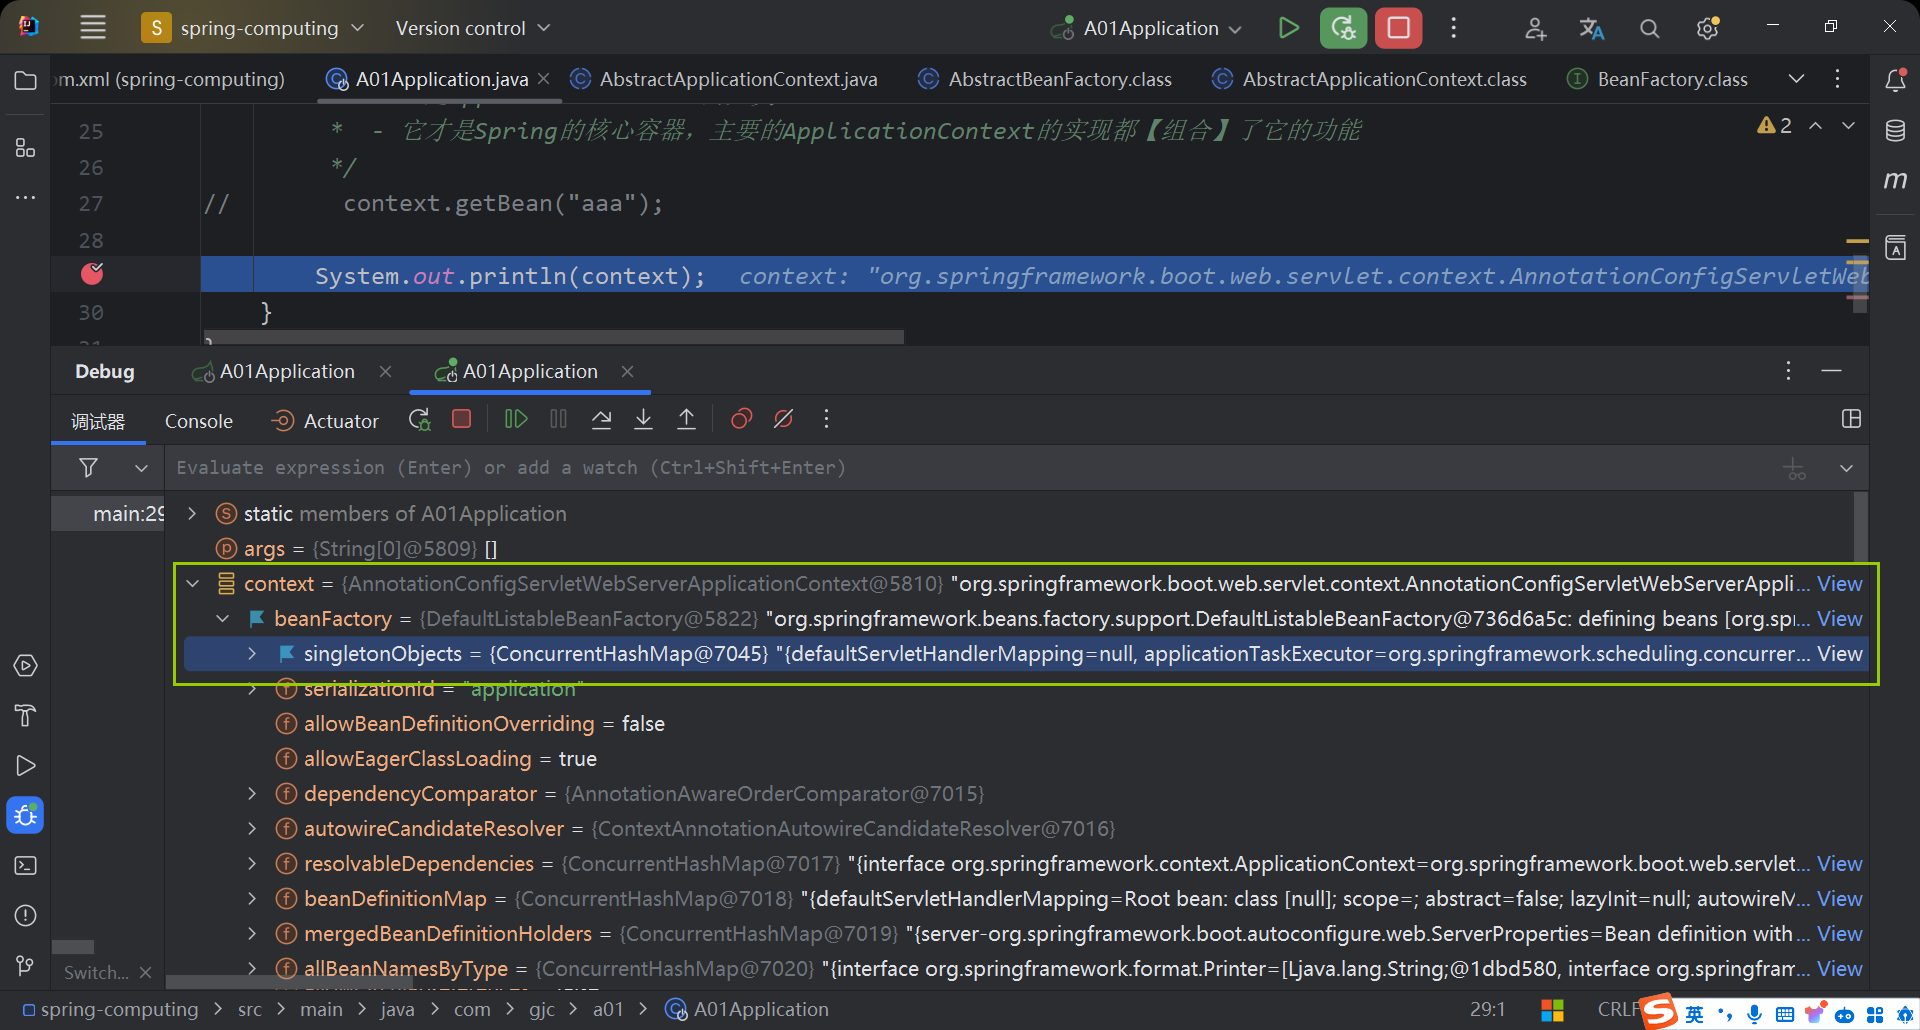 S spring-computing Version control A01Application
om.xml (spring-computing) A01Application.java AbstractApplicationContext.java AbstractBeanFactory.class AbstractApplicationContext.class BeanFactory.class
25 * - 它才是Spring的核心容器，主要的ApplicationContext的实现都【组合】了它的功能
2
26 */
27 // context.getBean("aaa");
28
System.out.println(context); context: "org.springframework.boot.web.servlet.context.AnnotationConfigServletWeb
30 }
31 }
Debug A01Application A01Application
调试器 Console Actuator
Evaluate expression (Enter) or add a watch (Ctrl+Shift+Enter)
main:29
static members of A01Application
args = {String[0]@5809} []
context = {AnnotationConfigServletWebServerApplicationContext@5810} "org.springframework.boot.web.servlet.context.AnnotationConfigServletWebServerAppli... View
beanFactory = {DefaultListableBeanFactory@5822} "org.springframework.beans.factory.support.DefaultListableBeanFactory@736d6a5c: defining beans [org.spr... View
singletonObjects = {ConcurrentHashMap@7045} "{defaultServletHandlerMapping=null, applicationTaskExecutor=org.springframework.scheduling.concurrer... View
serializationId = "application"
allowBeanDefinitionOverriding = false
allowEagerClassLoading = true
dependencyComparator = {AnnotationAwareOrderComparator@7015}
autowireCandidateResolver = {ContextAnnotationAutowireCandidateResolver@7016}
resolvableDependencies = {ConcurrentHashMap@7017} "{interface org.springframework.context.ApplicationContext=org.springframework.boot.web.servlet... View
beanDefinitionMap = {ConcurrentHashMap@7018} "{defaultServletHandlerMapping=Root bean: class [null]; scope=; abstract=false; lazyInit=null; autowireM... View
mergedBeanDefinitionHolders = {ConcurrentHashMap@7019} "{server-org.springframework.boot.autoconfigure.web.ServerProperties=Bean definition with ... View
allBeanNamesByType = {ConcurrentHashMap@7020} "{interface org.springframework.format.Printer=[Ljava.lang.String;@1dbd580, interface org.springfram... View
Switch...
spring-computing > src > main > java > com > gjc > a01 > A01Application 29:1 CRLF 英